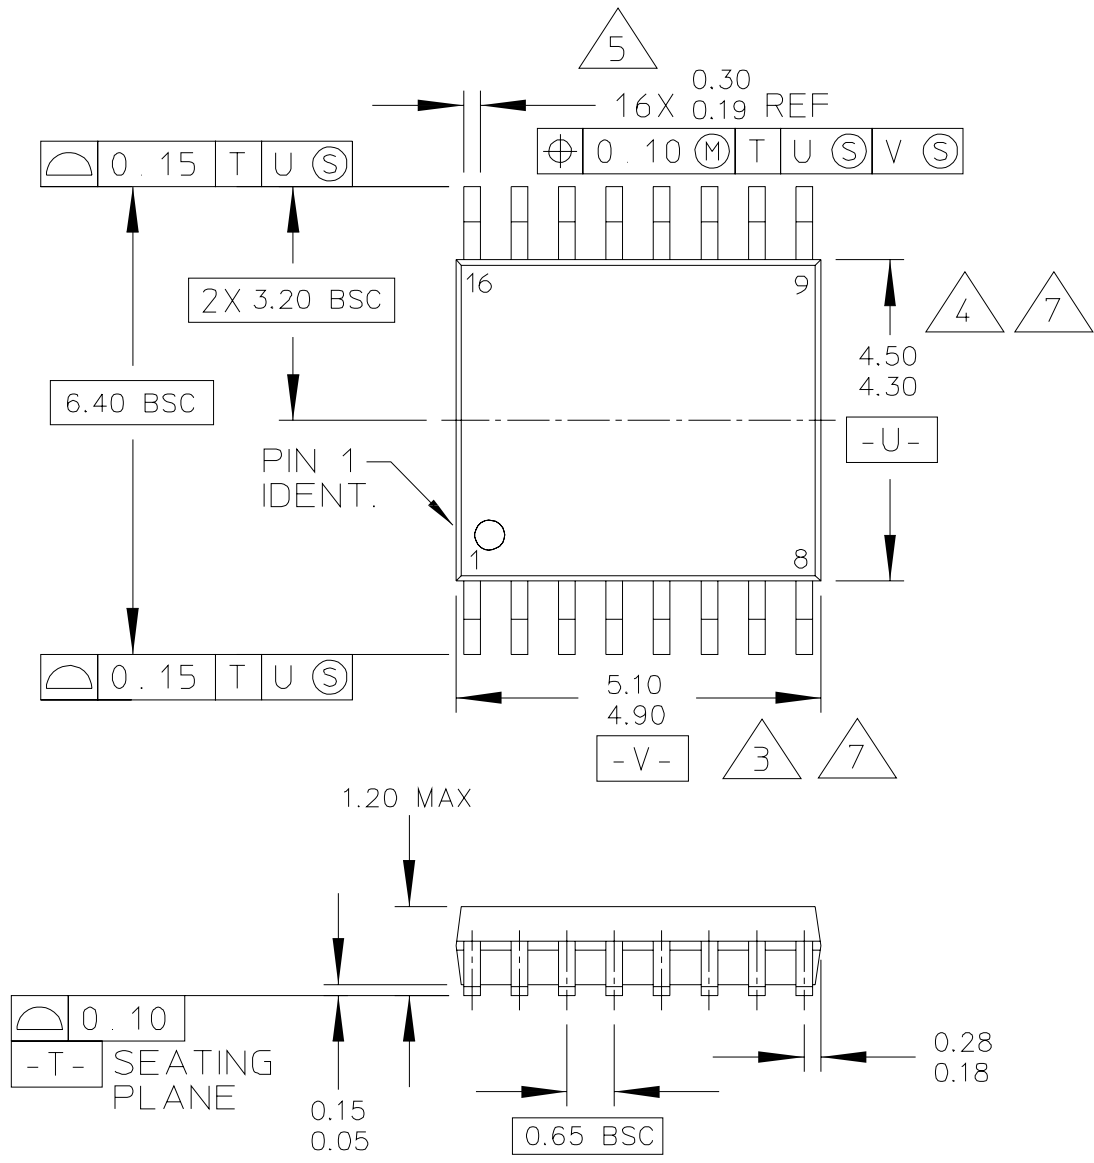 5
0.30
16X 0.19 REF
⌖ 0.10 Ⓜ T U Ⓢ V Ⓢ
⌓ 0.15 T U Ⓢ
16 9
2X 3.20 BSC
4 7
4.50
4.30
6.40 BSC
-U-
PIN 1
IDENT.
1 8
⌓ 0.15 T U Ⓢ
5.10
4.90
-V- 3 7
1.20 MAX
⌓ 0.10
-T- SEATING
PLANE
0.28
0.18
0.15
0.05
0.65 BSC